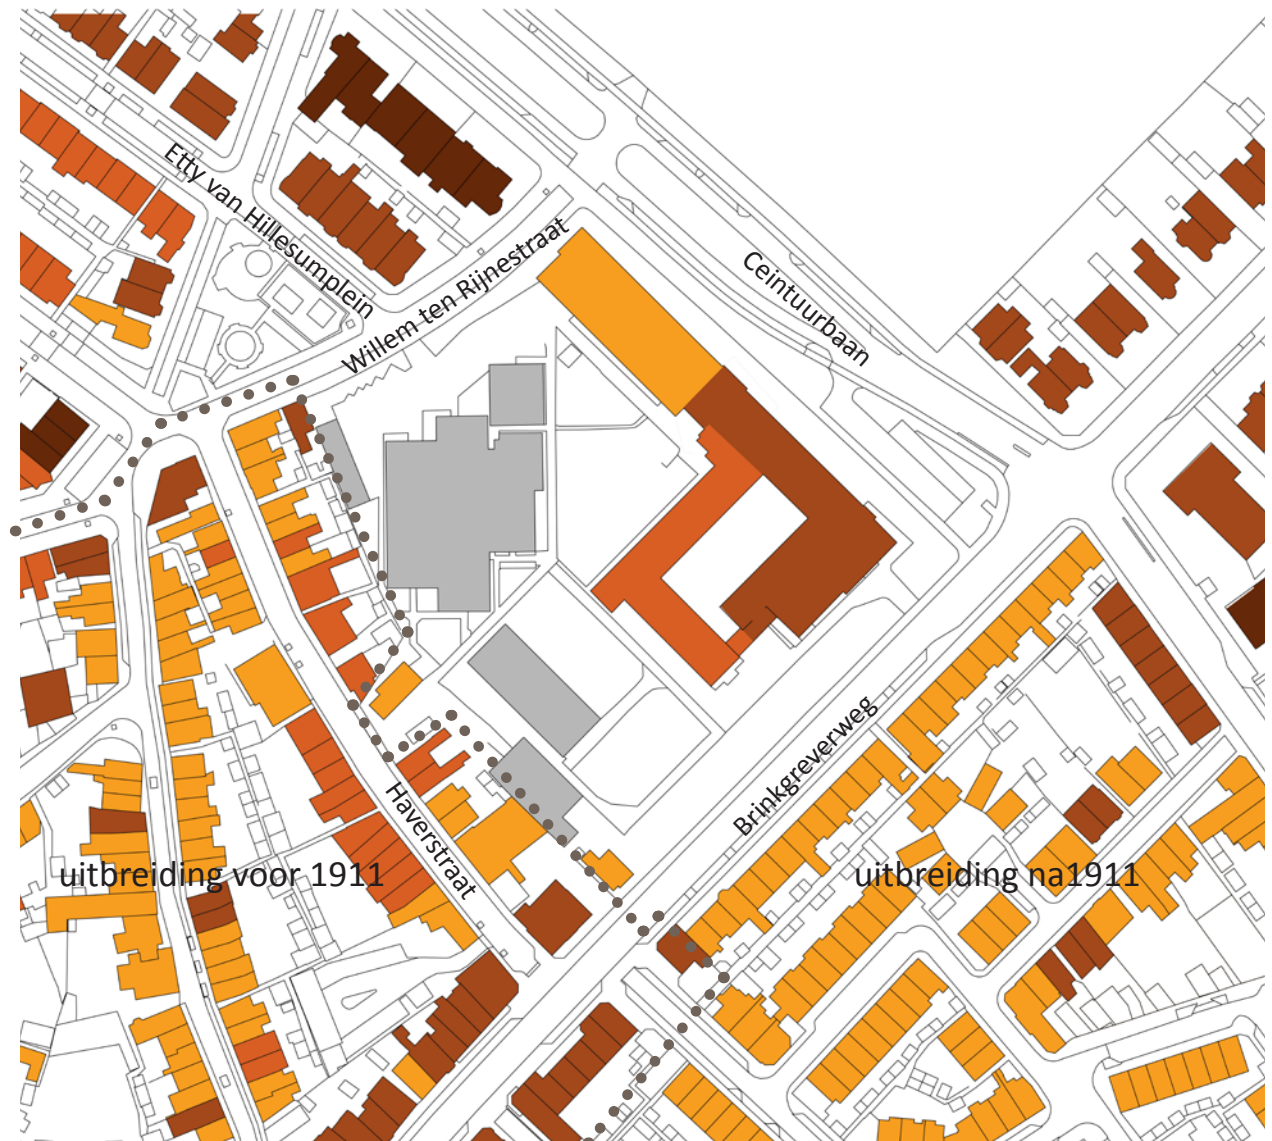 Etty van Hillesumplein
Willem ten Rijnestraat
Ceintuurbaan
Brinkgreverweg
Haverstraat
uitbreiding voor 1911
uitbreiding na1911